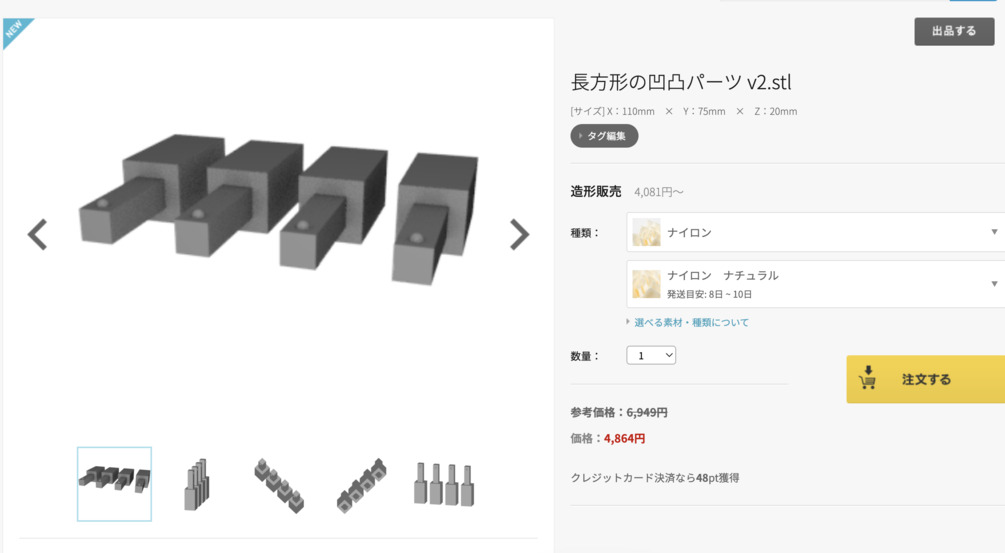 NEW
出品する
長方形の凹凸パーツ v2.stl
[サイズ] X：110mm　×　Y：75mm　×　Z：20mm
タグ編集
造形販売　4,081円～
種類：
ナイロン
ナイロン　ナチュラル
発送目安: 8日 ~ 10日
選べる素材・種類について
数量：
1
注文する
参考価格：6,949円
価格：4,864円
クレジットカード決済なら48pt獲得